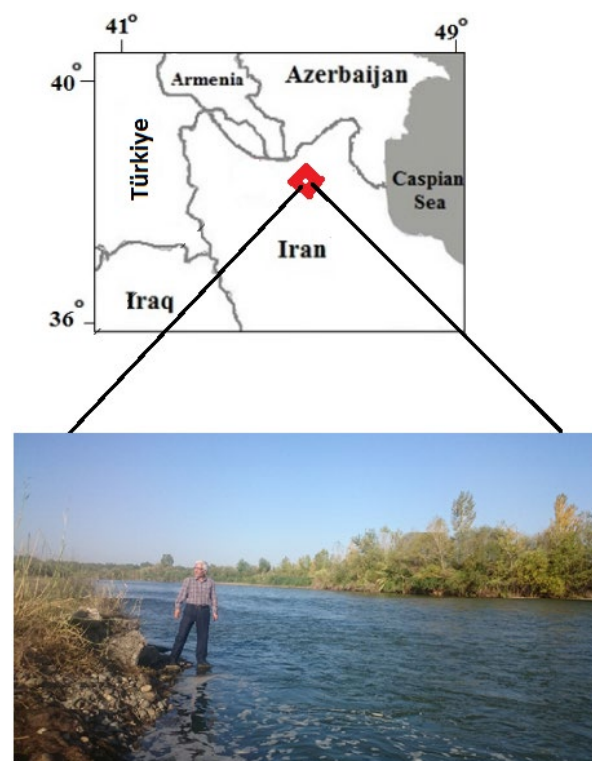 41°
49°
40°
Armenia
Azerbaijan
Türkiye
Caspian
Sea
Iran
Iraq
36°